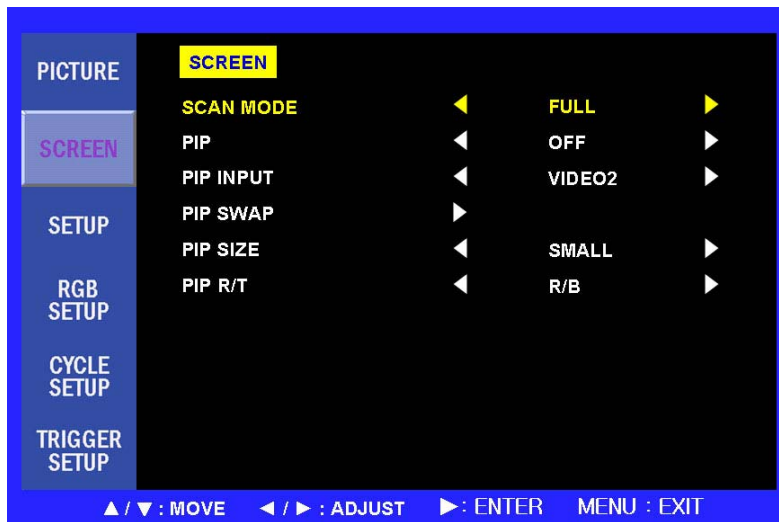 PICTURE
SCREEN
SETUP
RGB
SETUP
CYCLE
SETUP
TRIGGER
SETUP
SCREEN
SCAN MODE ◀ FULL ▶
PIP ◀ OFF ▶
PIP INPUT ◀ VIDEO2 ▶
PIP SWAP ▶
PIP SIZE ◀ SMALL ▶
PIP R/T ◀ R/B ▶
▲ / ▼ : MOVE ◀ / ▶ : ADJUST ▶ : ENTER MENU : EXIT